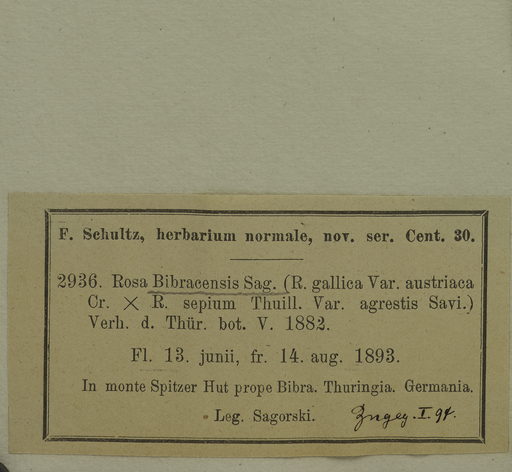 F. Schultz, herbarium normale, nov. ser. Cent. 30.
2936. Rosa Bibracensis Sag. (R. gallica Var. austriaca
Cr. × R. sepium Thuill. Var. agrestis Savi.)
Verh. d. Thür. bot. V. 1882.
Fl. 13. junii, fr. 14. aug. 1893.
In monte Spitzer Hut prope Bibra. Thuringia. Germania.
Leg. Sagorski. Zugeg. I. 94.